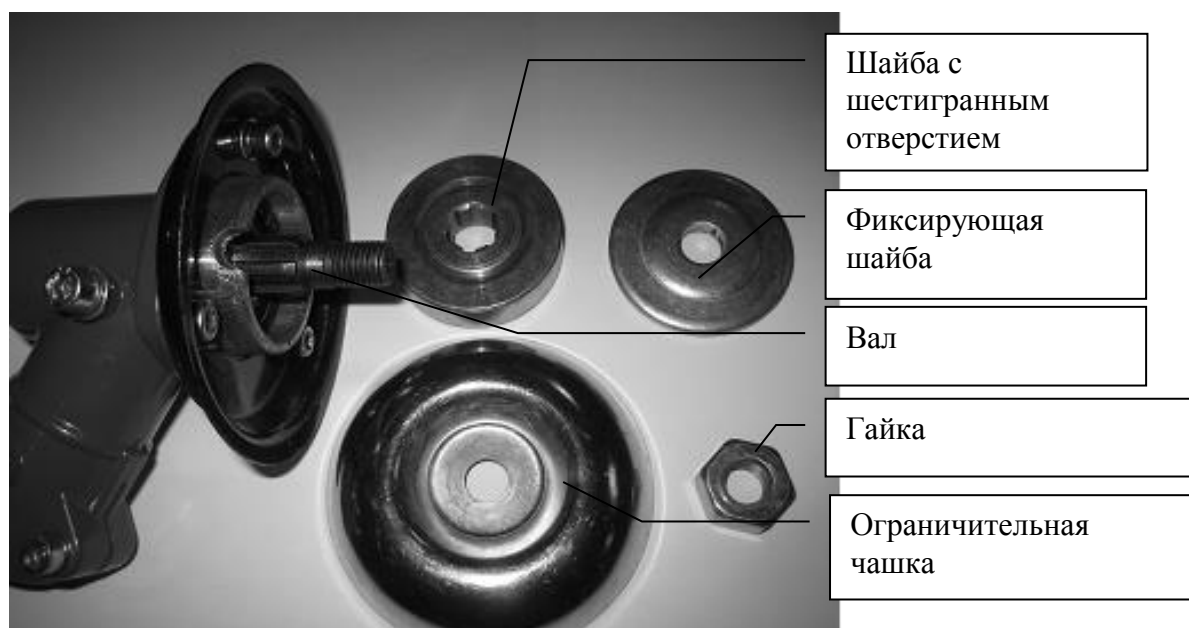 Шайба с
шестигранным
отверстием
Фиксирующая
шайба
Вал
Гайка
Ограничительная
чашка